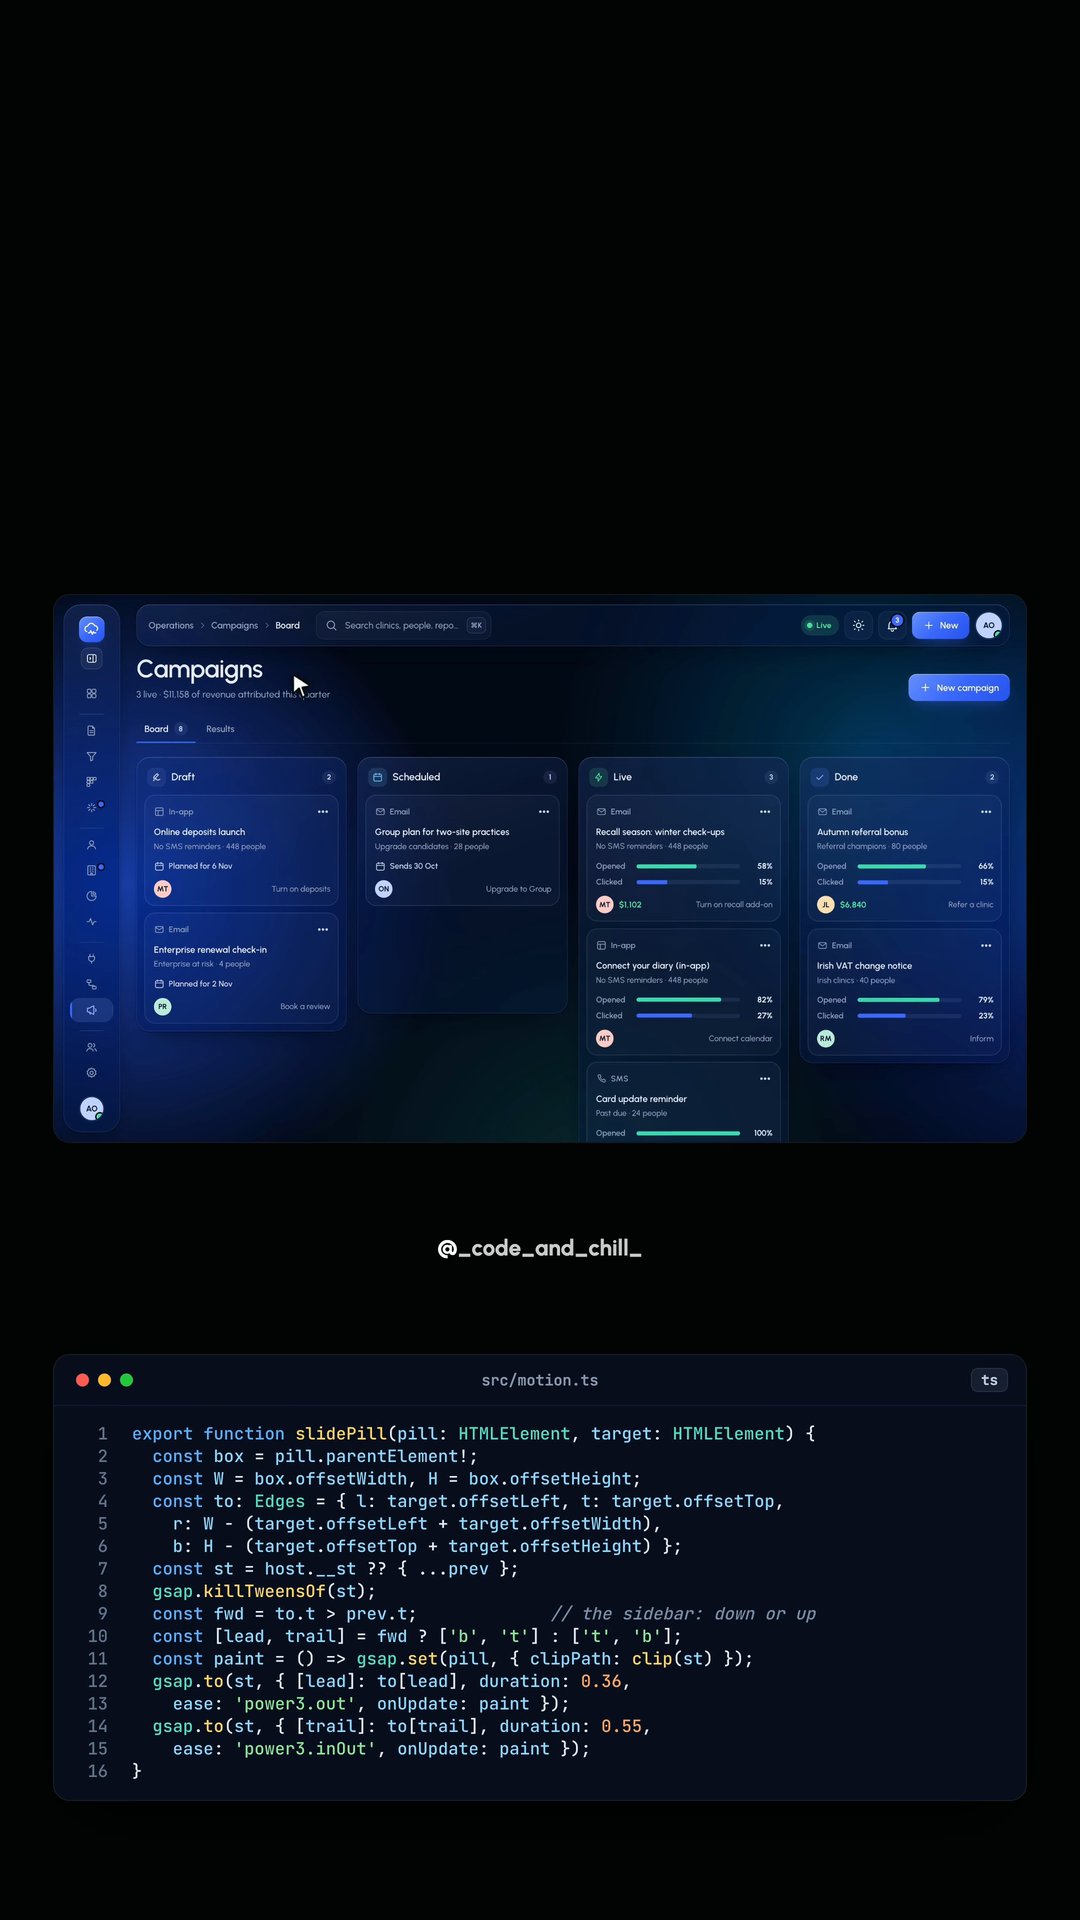 Operations > Campaigns > Board
Search clinics, people, repo...
⌘K
Live
3
+ New
AO
Campaigns
3 live · $11,158 of revenue attributed this quarter
+ New campaign
Board 8
Results
Draft 2
In-app
Online deposits launch
No SMS reminders · 448 people
Planned for 6 Nov
MT
Turn on deposits
Email
Enterprise renewal check-in
Enterprise at risk · 4 people
Planned for 2 Nov
PR
Book a review
Scheduled 1
Email
Group plan for two-site practices
Upgrade candidates · 28 people
Sends 30 Oct
ON
Upgrade to Group
Live 3
Email
Recall season: winter check-ups
No SMS reminders · 448 people
Opened 58%
Clicked 15%
MT $1,102 Turn on recall add-on
In-app
Connect your diary (in-app)
No SMS reminders · 448 people
Opened 82%
Clicked 27%
MT Connect calendar
SMS
Card update reminder
Past due · 24 people
Opened 100%
Done 2
Email
Autumn referral bonus
Referral champions · 80 people
Opened 66%
Clicked 15%
JL $6,840 Refer a clinic
Email
Irish VAT change notice
Irish clinics · 40 people
Opened 79%
Clicked 23%
RM Inform
AO
@_code_and_chill_
src/motion.ts
ts
1 export function slidePill(pill: HTMLElement, target: HTMLElement) {
2 const box = pill.parentElement!;
3 const W = box.offsetWidth, H = box.offsetHeight;
4 const to: Edges = { l: target.offsetLeft, t: target.offsetTop,
5 r: W - (target.offsetLeft + target.offsetWidth),
6 b: H - (target.offsetTop + target.offsetHeight) };
7 const st = host.__st ?? { ...prev };
8 gsap.killTweensOf(st);
9 const fwd = to.t > prev.t; // the sidebar: down or up
10 const [lead, trail] = fwd ? ['b', 't'] : ['t', 'b'];
11 const paint = () => gsap.set(pill, { clipPath: clip(st) });
12 gsap.to(st, { [lead]: to[lead], duration: 0.36,
13 ease: 'power3.out', onUpdate: paint });
14 gsap.to(st, { [trail]: to[trail], duration: 0.55,
15 ease: 'power3.inOut', onUpdate: paint });
16 }